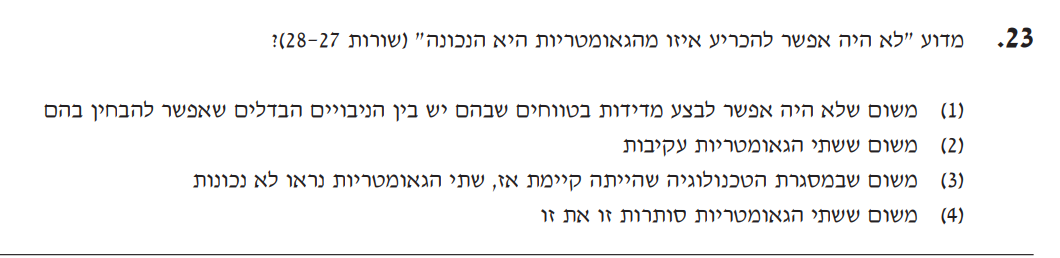 23. מדוע "לא היה אפשר להכריע איזו מהגאומטריות היא הנכונה" (שורות 27–28)?
(1) משום שלא היה אפשר לבצע מדידות בטווחים שבהם יש בין הניבויים הבדלים שאפשר להבחין בהם
(2) משום ששתי הגאומטריות עקיבות
(3) משום שבמסגרת הטכנולוגיה שהייתה קיימת אז, שתי הגאומטריות נראו לא נכונות
(4) משום ששתי הגאומטריות סותרות זו את זו